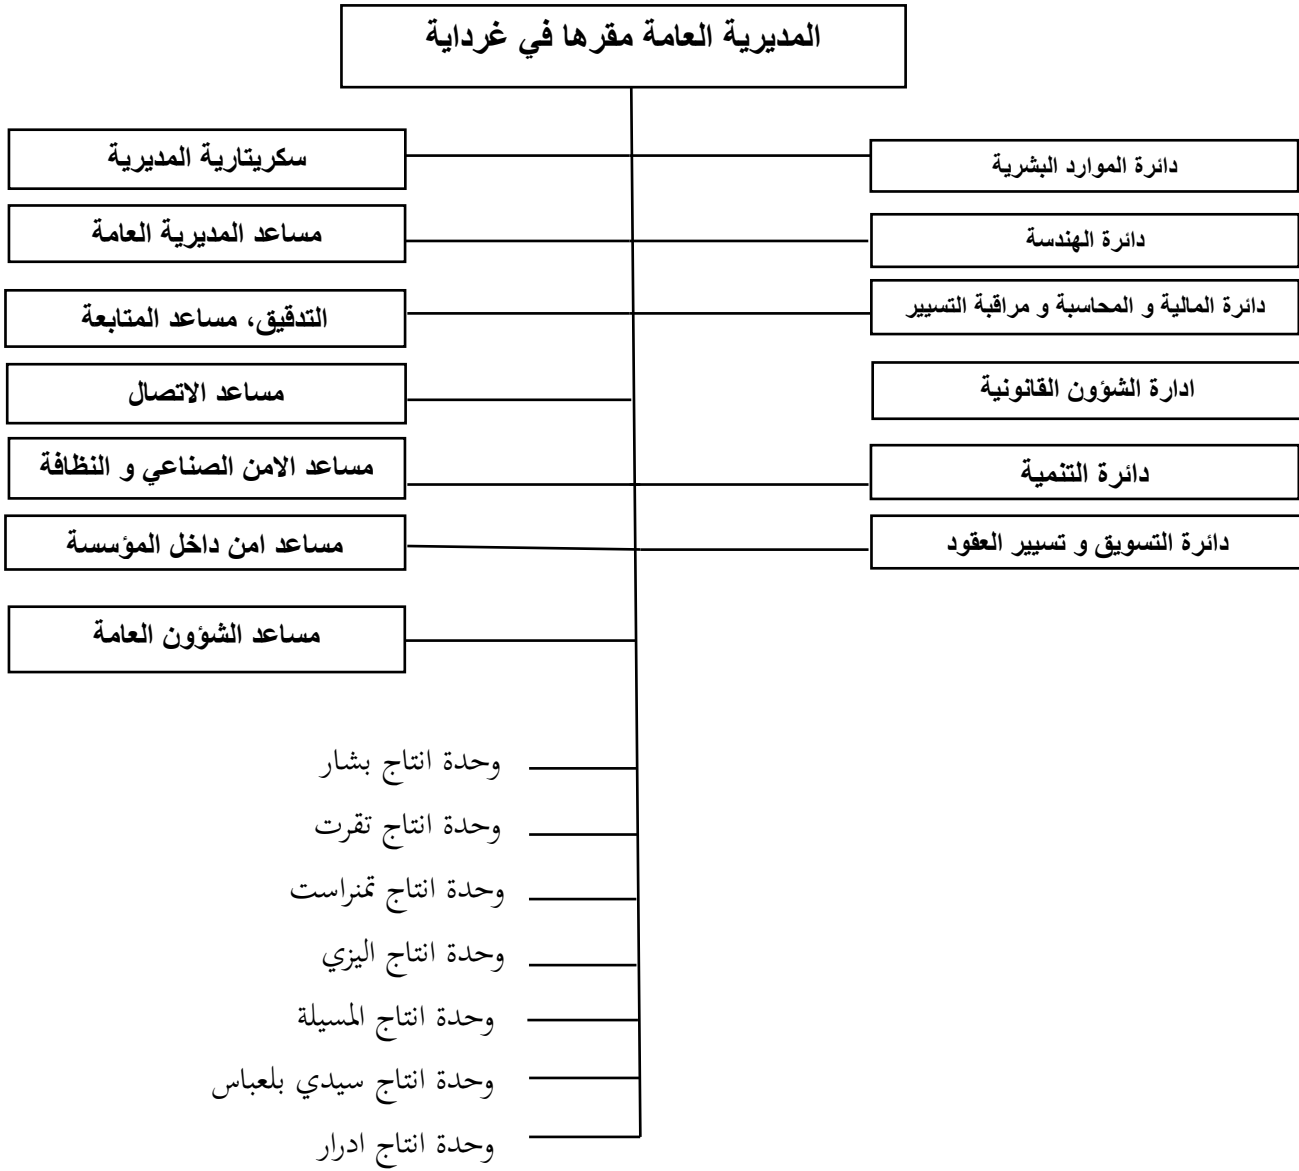 المديرية العامة مقرها في غرداية
دائرة الموارد البشرية
سكريتارية المديرية
دائرة الهندسة
مساعد المديرية العامة
دائرة المالية و المحاسبة و مراقبة التسيير
التدقيق، مساعد المتابعة
ادارة الشؤون القانونية
مساعد الاتصال
دائرة التنمية
مساعد الامن الصناعي و النظافة
دائرة التسويق و تسيير العقود
مساعد امن داخل المؤسسة
مساعد الشؤون العامة
وحدة انتاج بشار
وحدة انتاج تقرت
وحدة انتاج تمنراست
وحدة انتاج اليزي
وحدة انتاج المسيلة
وحدة انتاج سيدي بلعباس
وحدة انتاج ادرار